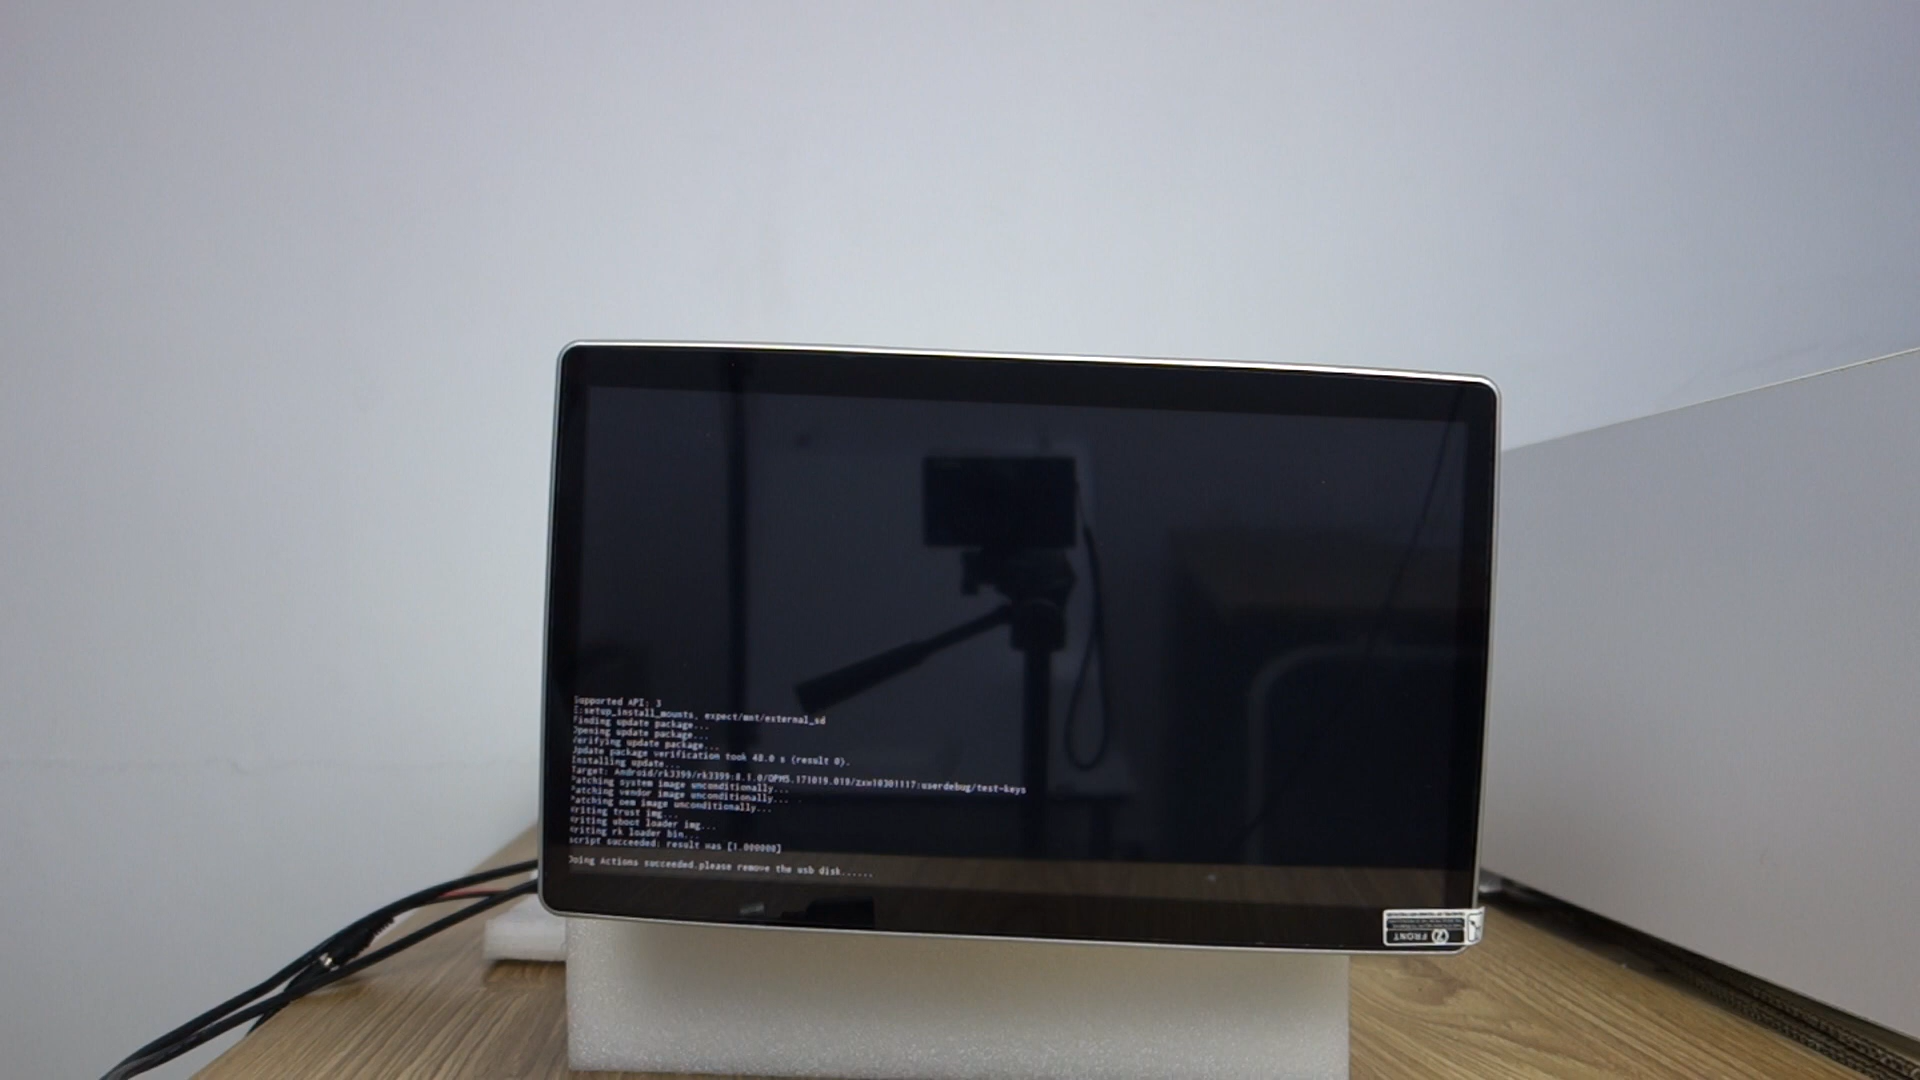 Supported API: 3
E:setup_install_mounts, expect/mnt/external_sd
Finding update package...
Opening update package...
Verifying update package...
Update package verification took 48.0 s (result 0).
Installing update...
Target: Android/rk3399/rk3399:8.1.0/OPM5.171019.019/zxw10301117:userdebug/test-keys
Patching system image unconditionally...
Patching vendor image unconditionally...
Patching oem image unconditionally...
Writing trust img...
Writing uboot loader img...
Writing rk loader bin...
script succeeded: result was [1.000000]
Doing Actions succeeded.please remove the usb disk......
FRONT